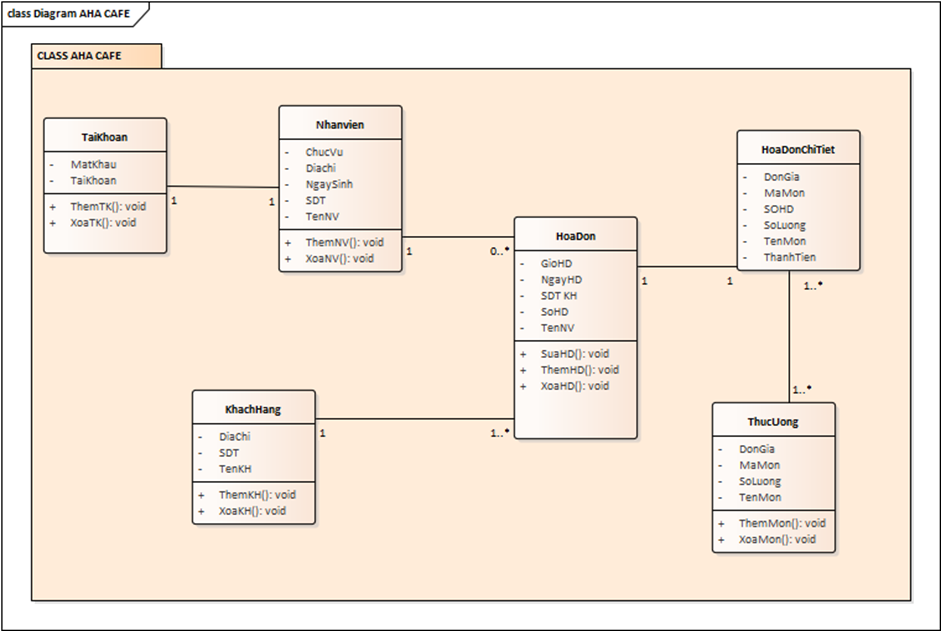 class Diagram AHA CAFE
CLASS AHA CAFE
TaiKhoan
- MatKhau
- TaiKhoan
+ ThemTK(): void
+ XoaTK(): void
1
1
Nhanvien
- ChucVu
- Diachi
- NgaySinh
- SDT
- TenNV
+ ThemNV(): void
+ XoaNV(): void
1
0..*
HoaDon
- GioHD
- NgayHD
- SDT KH
- SoHD
- TenNV
+ SuaHD(): void
+ ThemHD(): void
+ XoaHD(): void
1
1
HoaDonChiTiet
- DonGia
- MaMon
- SOHD
- SoLuong
- TenMon
- ThanhTien
1..*
1..*
KhachHang
- DiaChi
- SDT
- TenKH
+ ThemKH(): void
+ XoaKH(): void
1
1..*
ThucUong
- DonGia
- MaMon
- SoLuong
- TenMon
+ ThemMon(): void
+ XoaMon(): void